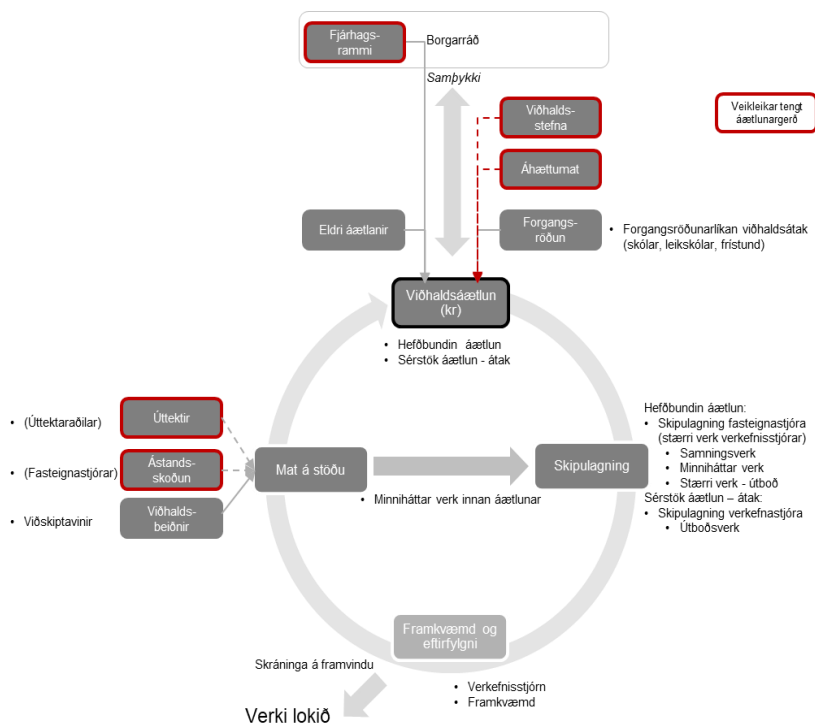 Fjárhags-
rammi
Borgarráð
Samþykki
Viðhalds-
stefna
Veikleikar tengt
áætlunargerð
Áhættumat
Eldri áætlanir
Forgangs-
röðun
• Forgangsröðunarlíkan viðhaldsátak
(skólar, leikskólar, frístund)
Viðhaldsáætlun
(kr)
• Hefðbundin áætlun
• Sérstök áætlun - átak
• (Úttektaraðilar)
Úttektir
• (Fasteignastjórar)
Ástands-
skoðun
• Viðskiptavinir
Viðhalds-
beiðnir
Mat á stöðu
• Minniháttar verk innan áætlunar
Skipulagning
Hefðbundin áætlun:
• Skipulagning fasteignastjóra
(stærri verk verkefnisstjórar)
• Samningsverk
• Minniháttar verk
• Stærri verk - útboð
Sérstök áætlun – átak:
• Skipulagning verkefnastjóra
• Útboðsverk
Framkvæmd og
eftirfylgni
Skráninga á framvindu
• Verkefnisstjórn
• Framkvæmd
Verki lokið